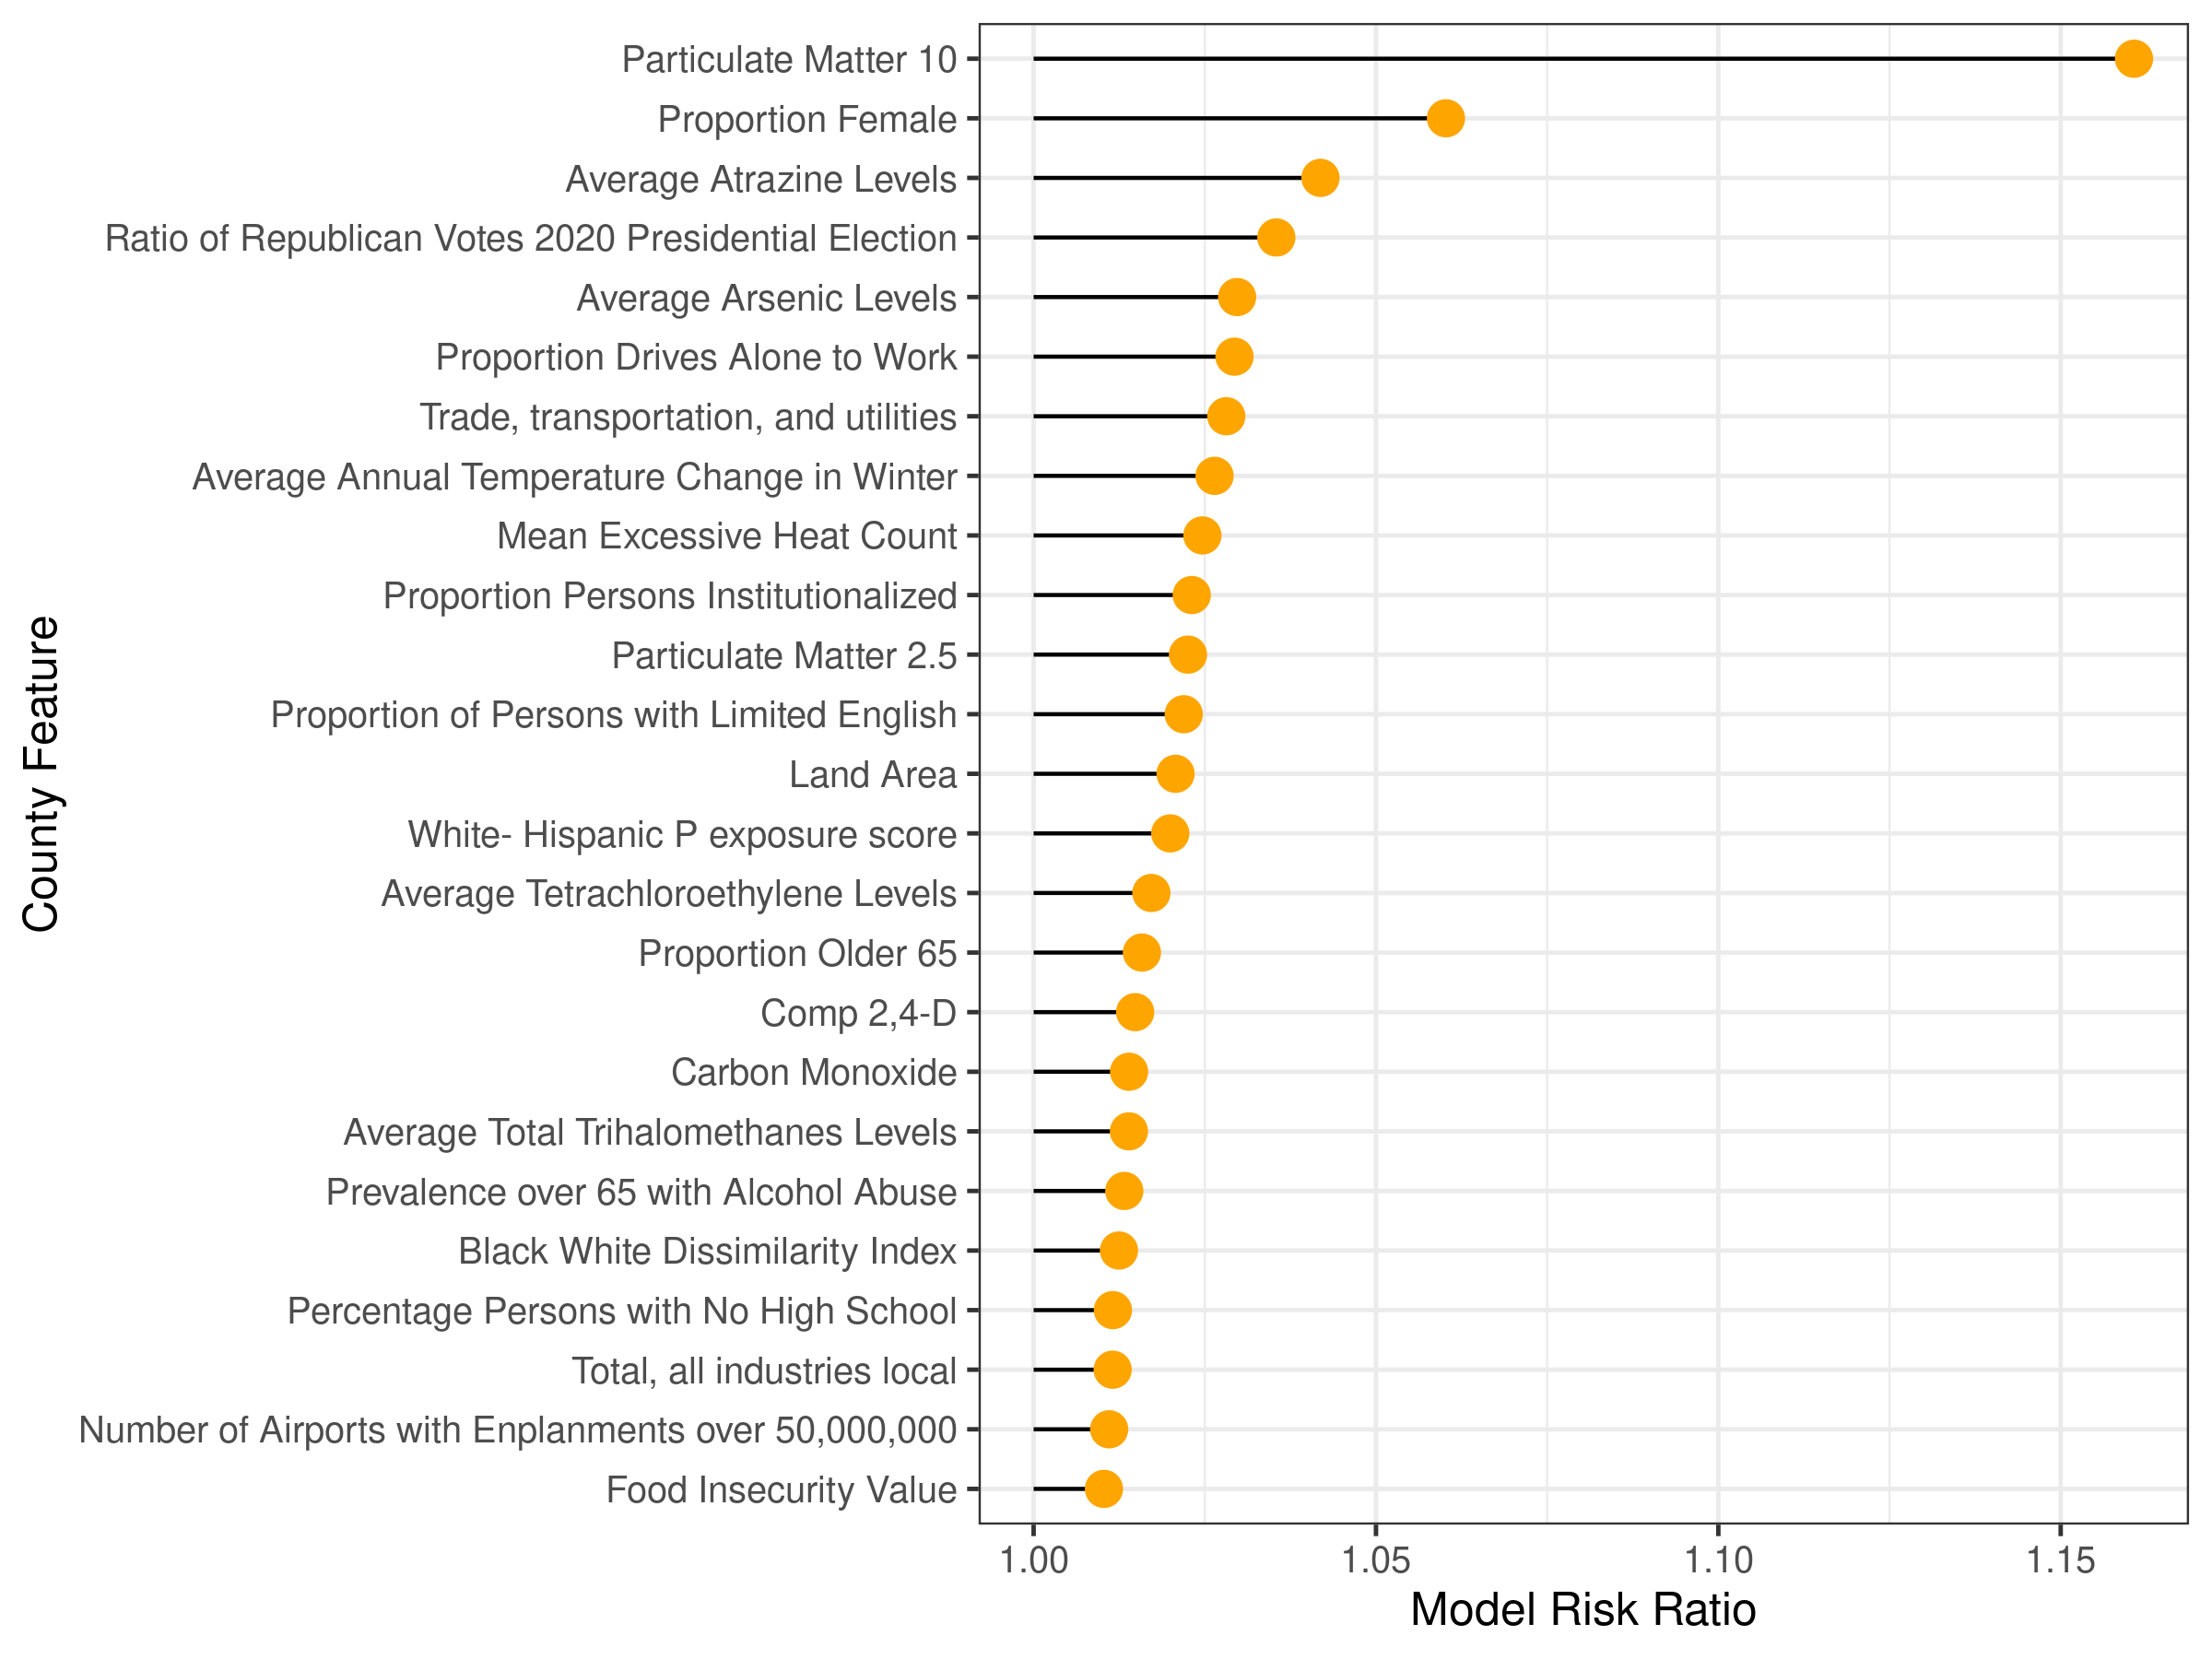 Particulate Matter 10
Proportion Female
Average Atrazine Levels
Ratio of Republican Votes 2020 Presidential Election
Average Arsenic Levels
Proportion Drives Alone to Work
Trade, transportation, and utilities
Average Annual Temperature Change in Winter
Mean Excessive Heat Count
Proportion Persons Institutionalized
Particulate Matter 2.5
Proportion of Persons with Limited English
Land Area
White- Hispanic P exposure score
Average Tetrachloroethylene Levels
Proportion Older 65
Comp 2,4-D
Carbon Monoxide
Average Total Trihalomethanes Levels
Prevalence over 65 with Alcohol Abuse
Black White Dissimilarity Index
Percentage Persons with No High School
Total, all industries local
Number of Airports with Enplanments over 50,000,000
Food Insecurity Value
County Feature
1.00 1.05 1.10 1.15
Model Risk Ratio